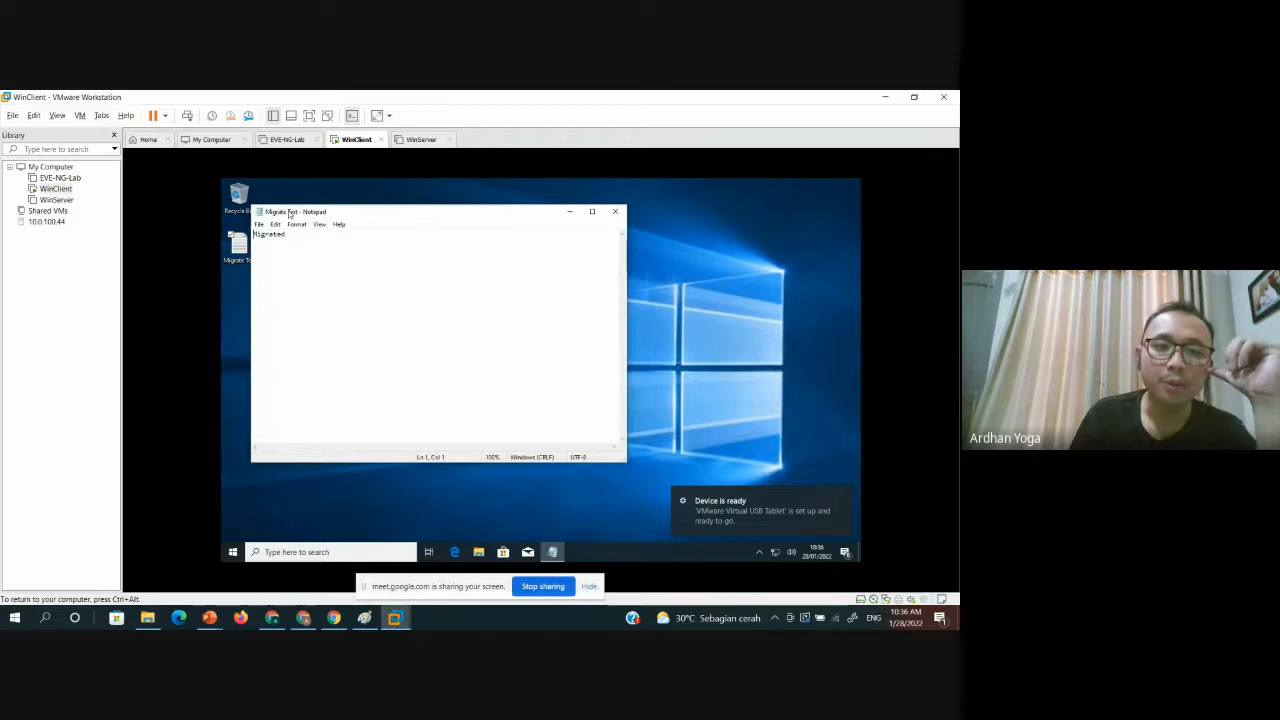 WinClient - VMware Workstation
File Edit View VM Tabs Help
Library
Type here to search
My Computer
EVE-NG-Lab
WinClient
WinServer
Shared VMs
10.0.100.44
Home My Computer EVE-NG-Lab WinClient WinServer
Recycle
Migrate
Migrate - Notepad
File Edit Format View Help
Migrated
Ln 1, Col 1 100% Windows (CRLF) UTF-8
Device is ready
'VMware Virtual USB Tablet' is set up and
ready to go.
Type here to search
10:36
28/01/2022
meet.google.com is sharing your screen. Stop sharing Hide
To return to your computer, press Ctrl+Alt.
30°C Sebagian cerah ENG
10:36 AM
1/28/2022
Ardhan Yoga